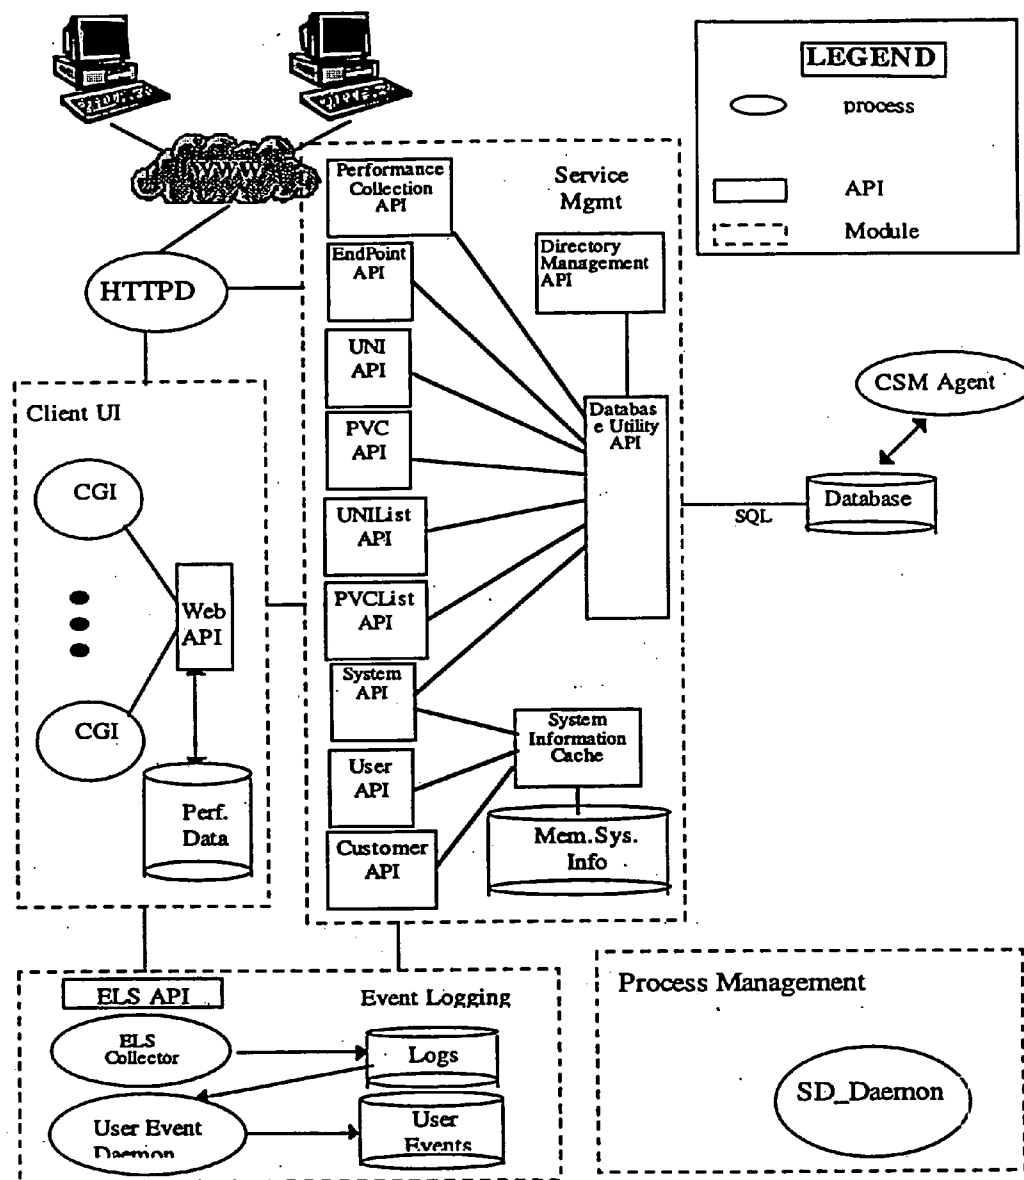 LEGEND
process
API
Module
WWW
HTTPD
Service
Mgmt
Performance
Collection
API
EndPoint
API
UNI
API
PVC
API
UNIList
API
PVCList
API
System
API
User
API
Customer
API
Directory
Management
API
Databas
e Utility
API
System
Information
Cache
Mem.Sys.
Info
SQL
Database
CSM Agent
Client UI
CGI
Web
API
CGI
Perf.
Data
ELS API
Event Logging
ELS
Collector
Logs
User Event
Daemon
User
Events
Process Management
SD_Daemon